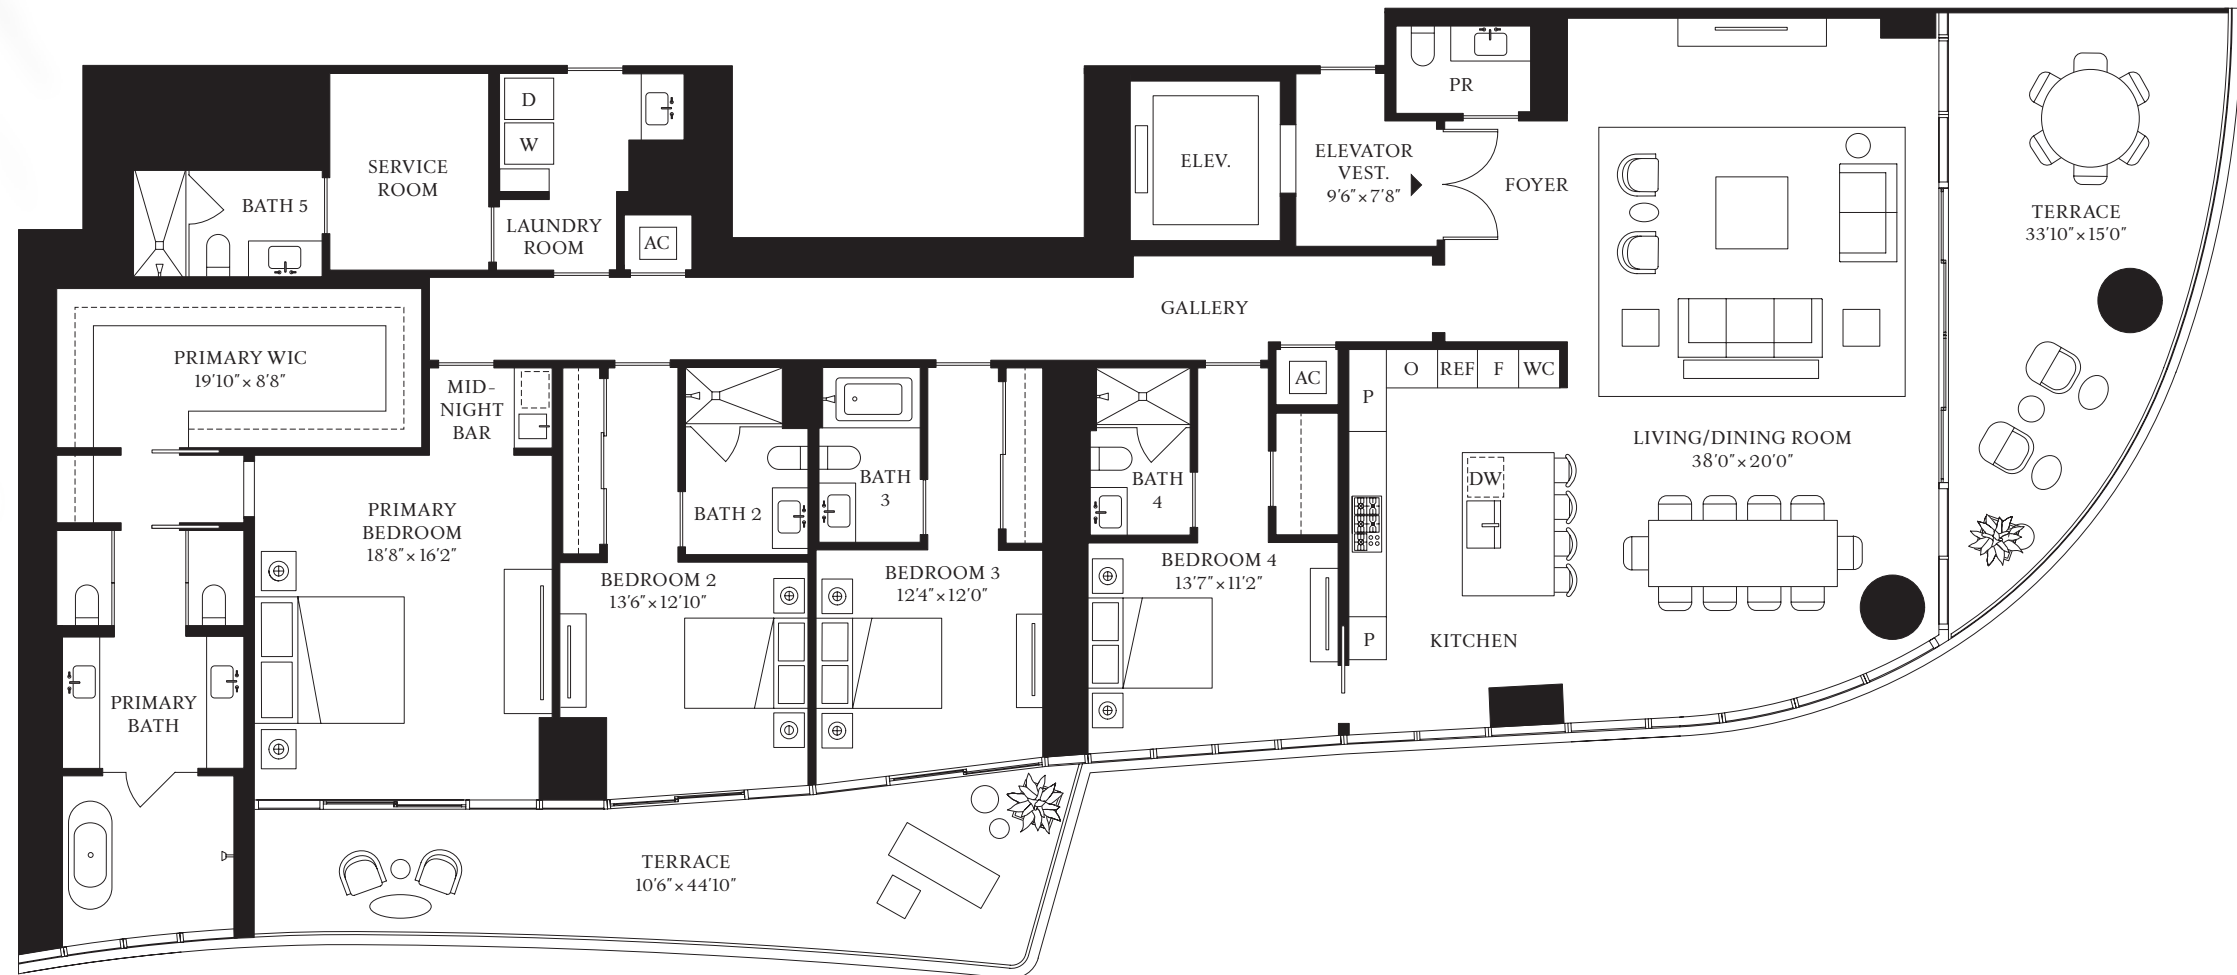 D
W
SERVICE
ROOM
BATH 5
LAUNDRY
ROOM
AC
ELEV.
ELEVATOR
VEST.
9'6"×7'8"
PR
FOYER
TERRACE
33'10"×15'0"
GALLERY
PRIMARY WIC
19'10"×8'8"
MID-
NIGHT
BAR
AC
P
O
REF
F
WC
LIVING/DINING ROOM
38'0"×20'0"
DW
PRIMARY
BEDROOM
18'8"×16'2"
BATH 2
BATH
3
BATH
4
BEDROOM 2
13'6"×12'10"
BEDROOM 3
12'4"×12'0"
BEDROOM 4
13'7"×11'2"
P
KITCHEN
PRIMARY
BATH
TERRACE
10'6"×44'10"